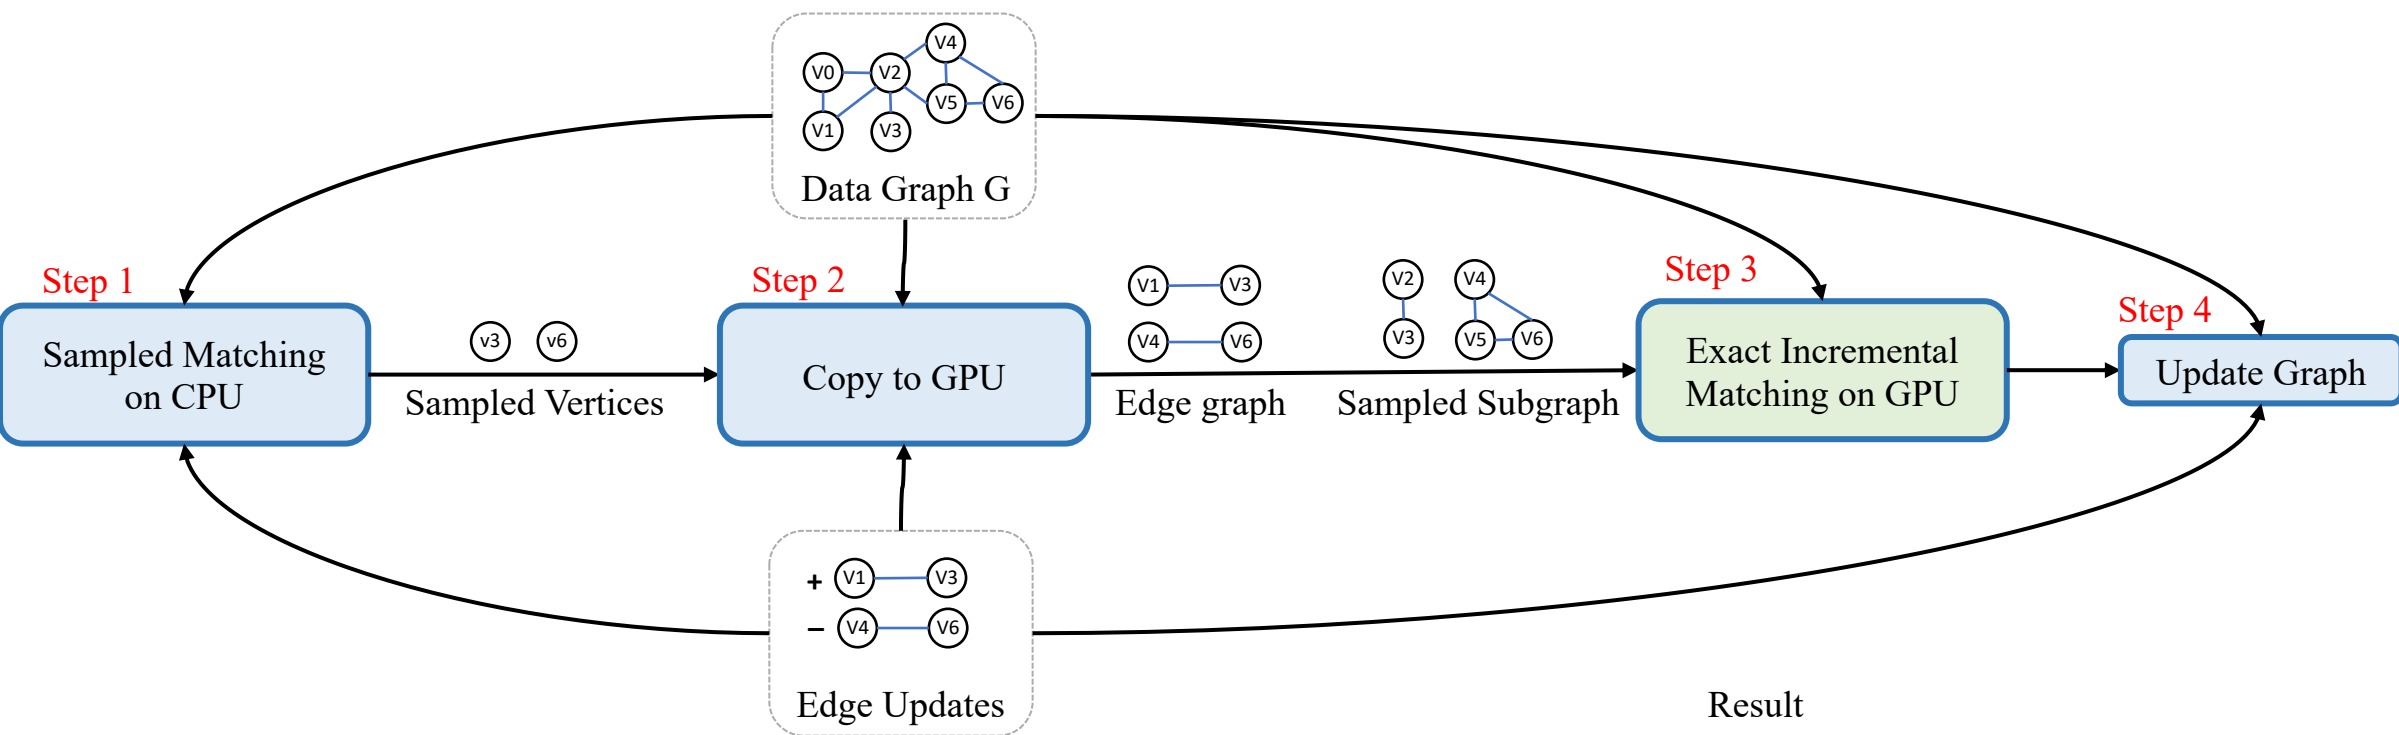 V4
V0
V2
V5
V6
V1
V3
Data Graph G
Step 1
Sampled Matching
on CPU
v3
v6
Sampled Vertices
Step 2
Copy to GPU
V1
V3
V4
V6
Edge graph
V2
V3
V4
V5
V6
Sampled Subgraph
Step 3
Exact Incremental
Matching on GPU
Step 4
Update Graph
+ V1 V3
− V4 V6
Edge Updates
Result